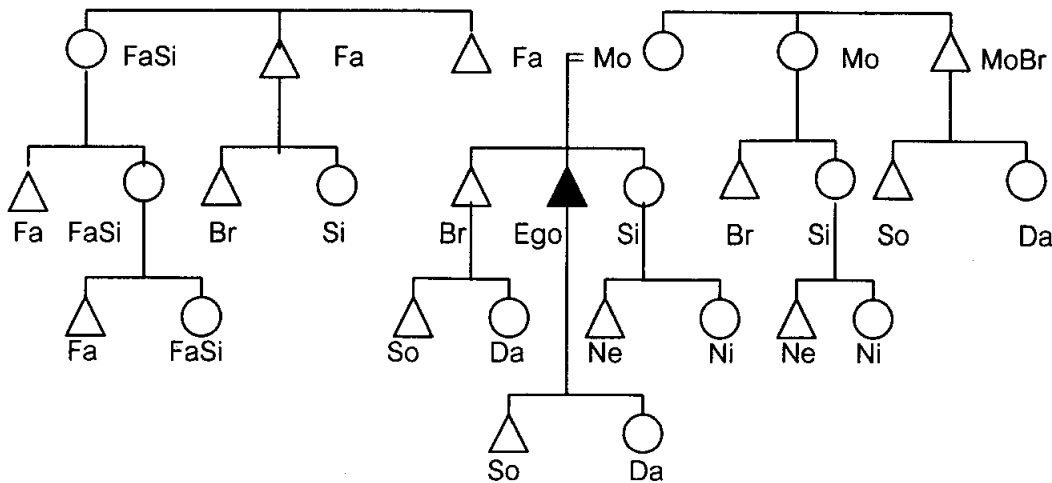 FaSi Fa Fa = Mo Mo MoBr
Fa FaSi Br Si Br Ego Si Br Si So Da
Fa FaSi So Da Ne Ni Ne Ni
So Da